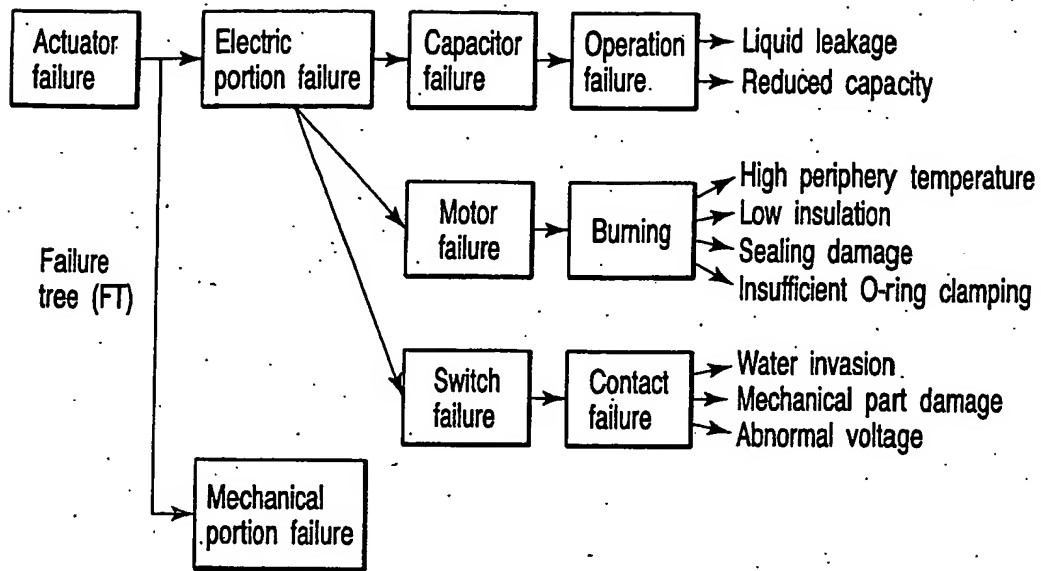 Actuator
failure
Electric
portion failure
Capacitor
failure
Operation
failure
Liquid leakage
Reduced capacity
Motor
failure
Burning
High periphery temperature
Low insulation
Sealing damage
Insufficient O-ring clamping
Failure
tree (FT)
Switch
failure
Contact
failure
Water invasion
Mechanical part damage
Abnormal voltage
Mechanical
portion failure